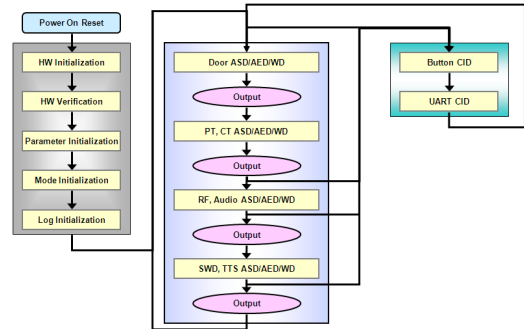 Power On Reset
HW Initialization
HW Verification
Parameter Initialization
Mode Initialization
Log Initialization
Door ASD/AED/WD
Output
PT, CT ASD/AED/WD
Output
RF, Audio ASD/AED/WD
Output
SWD, TTS ASD/AED/WD
Output
Button CID
UART CID